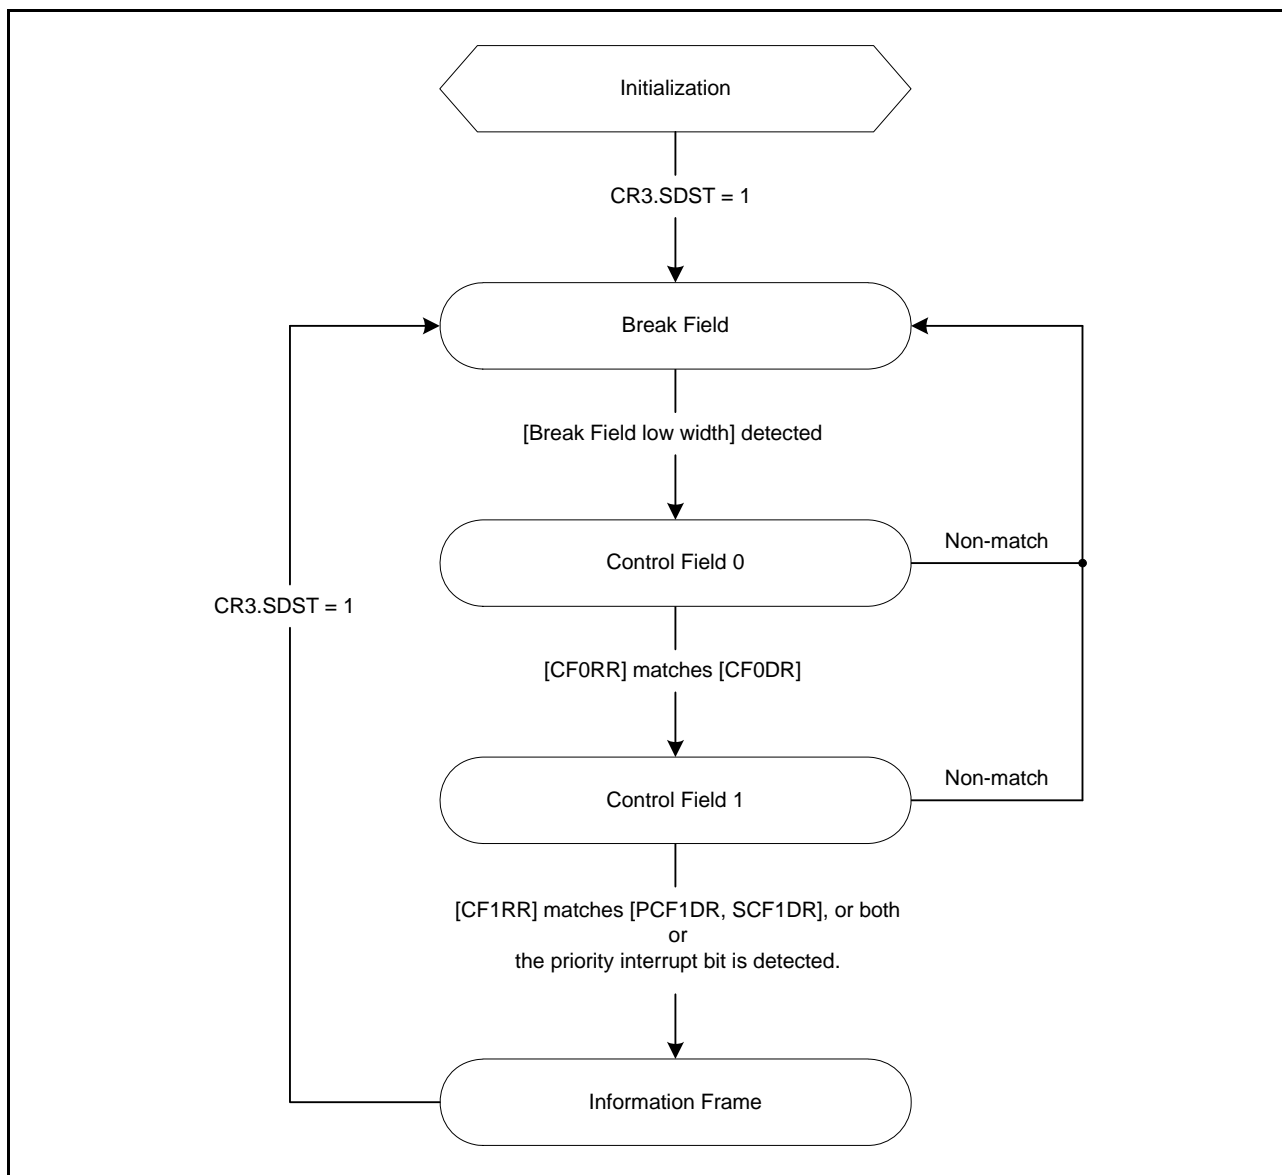 Initialization
CR3.SDST = 1
Break Field
[Break Field low width] detected
Control Field 0
Non-match
CR3.SDST = 1
[CF0RR] matches [CF0DR]
Control Field 1
Non-match
[CF1RR] matches [PCF1DR, SCF1DR], or both
or
the priority interrupt bit is detected.
Information Frame